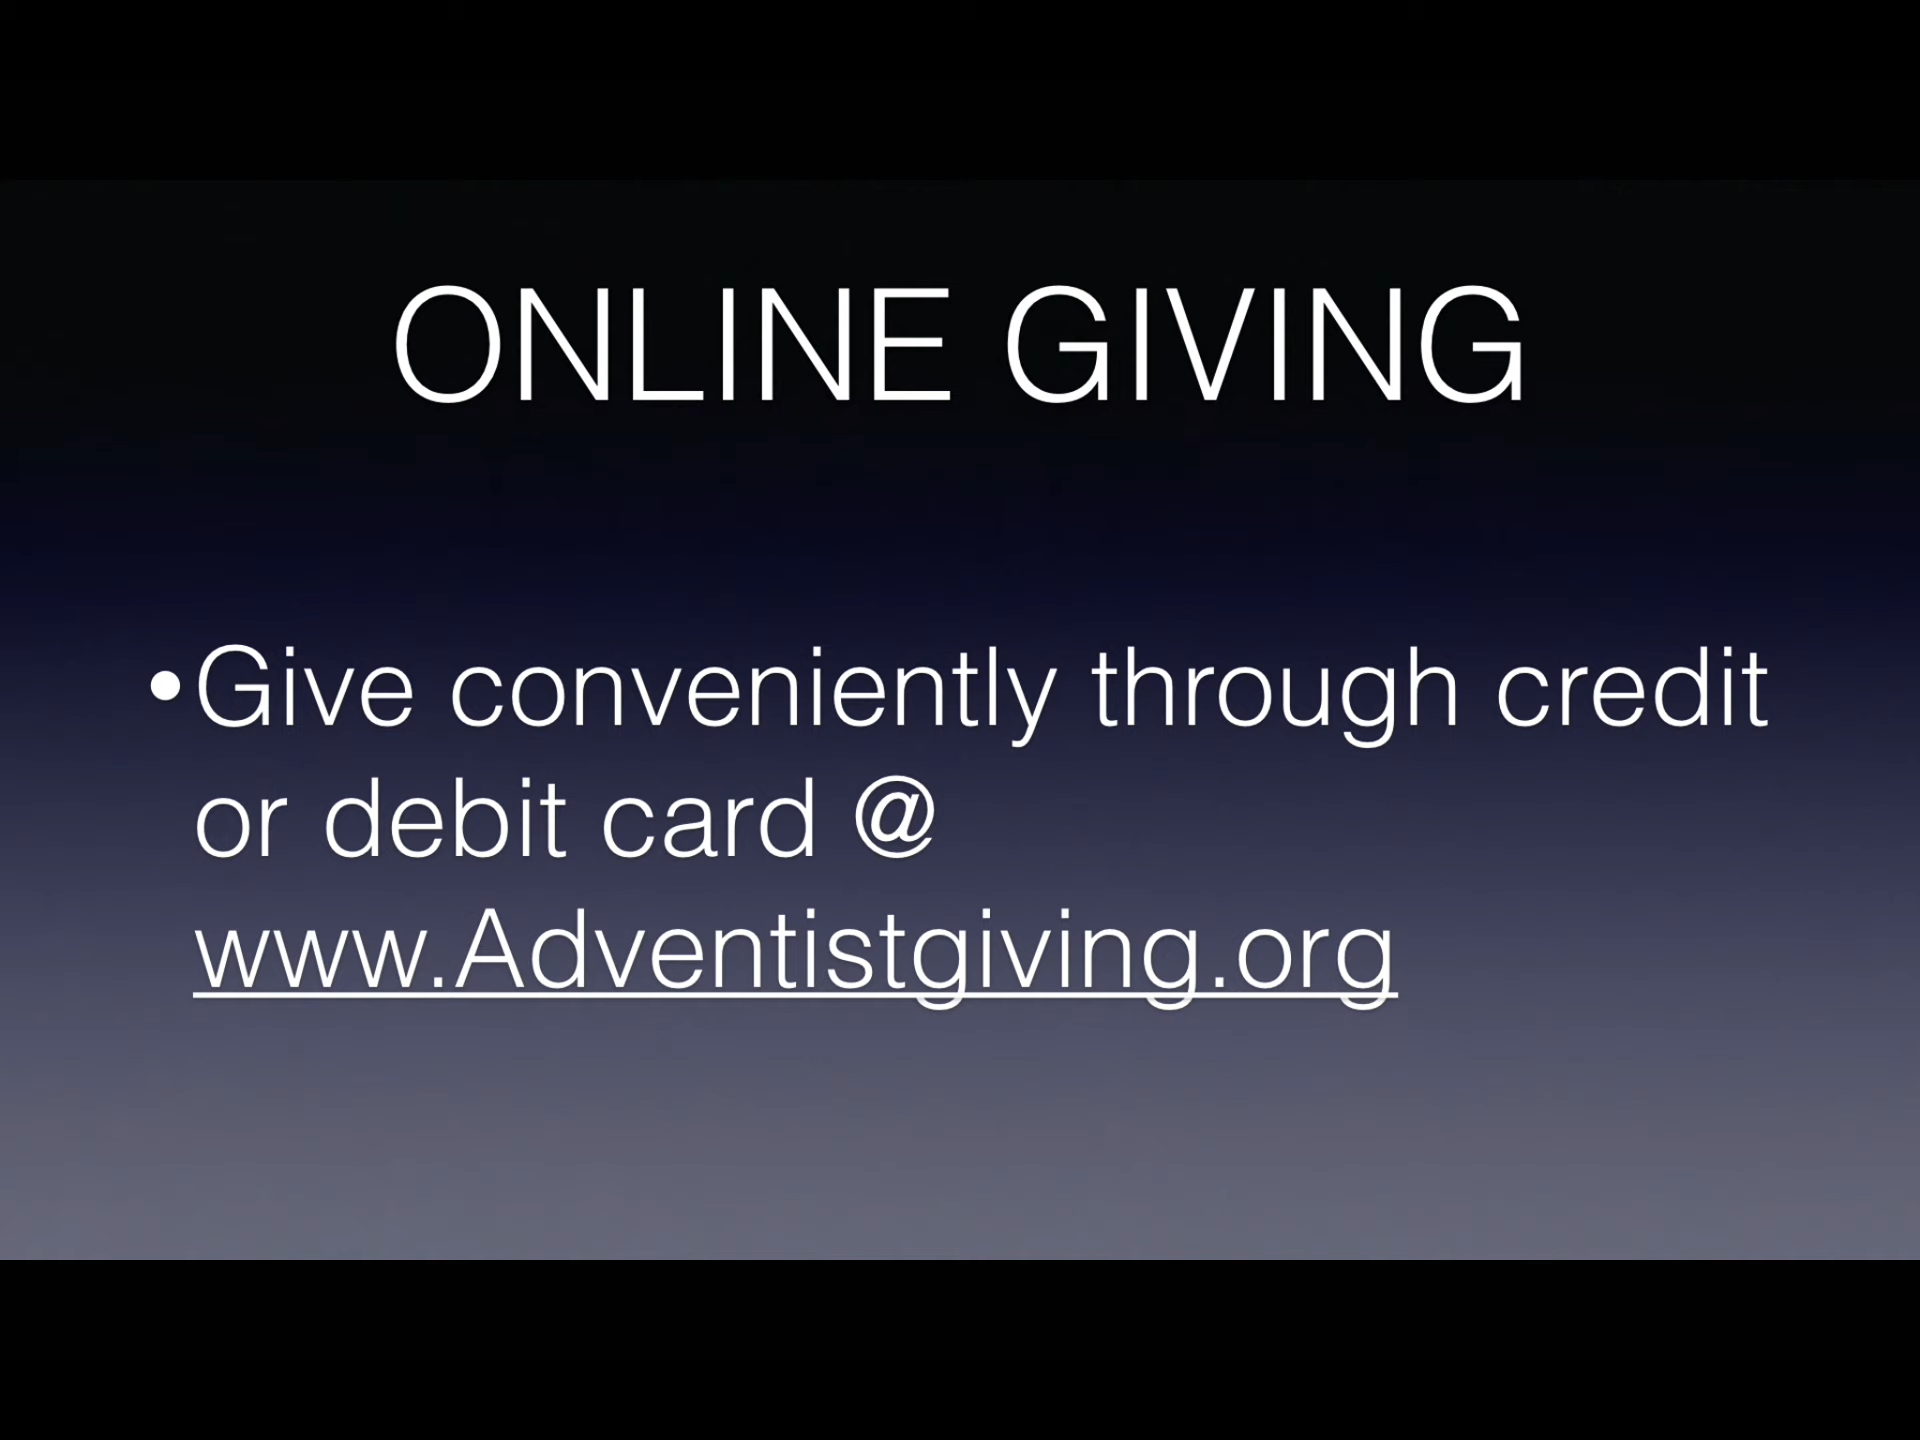 ONLINE GIVING
•Give conveniently through credit
or debit card @
www.Adventistgiving.org